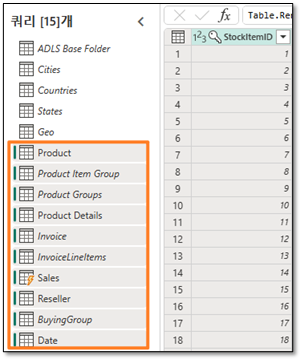 쿼리 [15]개
ADLS Base Folder
Cities
Countries
States
Geo
Product
Product Item Group
Product Groups
Product Details
Invoice
InvoiceLineItems
Sales
Reseller
BuyingGroup
Date
fx Table.Ren
1²3 StockItemID
1 1
2 2
3 3
4 4
5 5
6 6
7 7
8 8
9 9
10 10
11 11
12 12
13 13
14 14
15 15
16 16
17 17
18 18